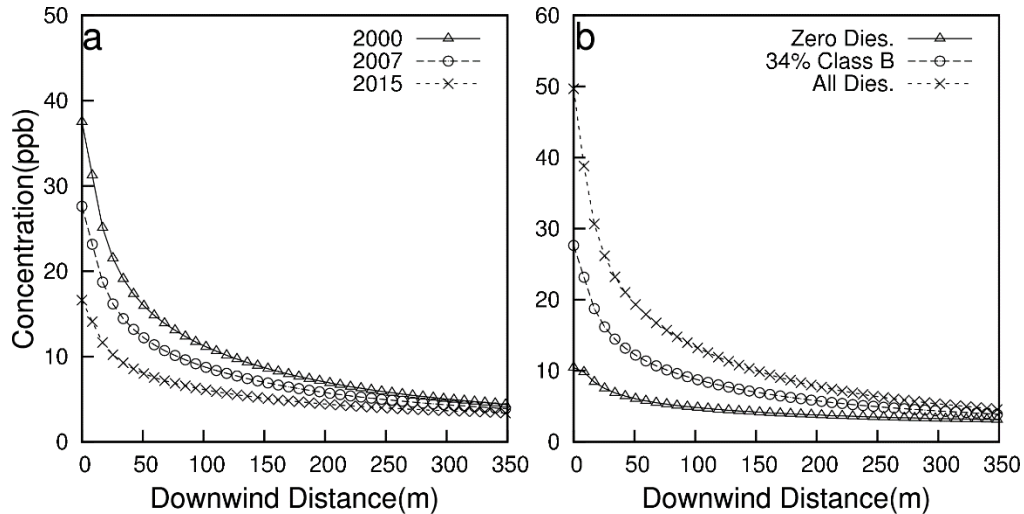 a
2000
2007
2015
50
40
30
20
10
0
0 50 100 150 200 250 300 350
Concentration(ppb)
Downwind Distance(m)
b
Zero Dies.
34% Class B
All Dies.
60
50
40
30
20
10
0
0 50 100 150 200 250 300 350
Downwind Distance(m)